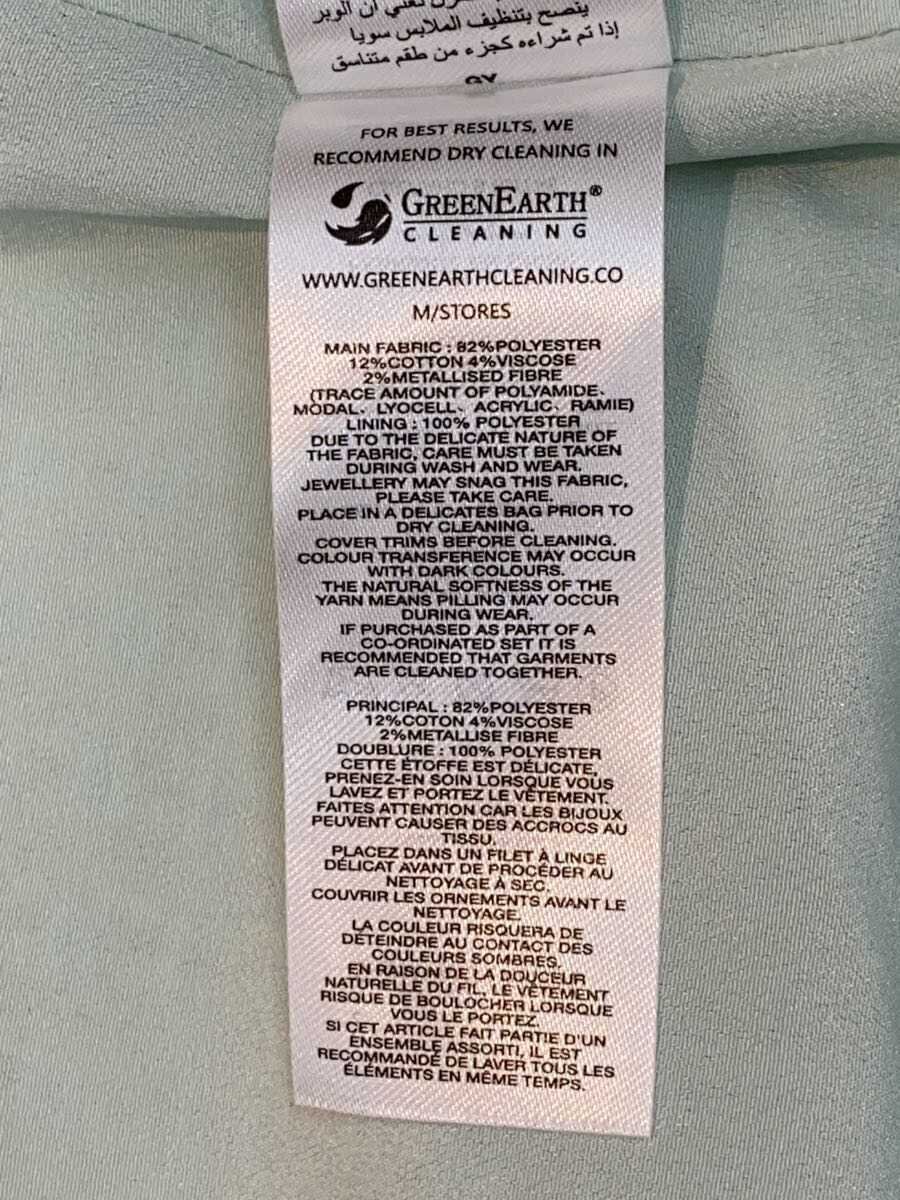 ينصح بتنظيف الملابس سويا
إذا تم شراءه كجزء من طقم متناسق
FOR BEST RESULTS, WE
RECOMMEND DRY CLEANING IN
GREENEARTH®
CLEANING
WWW.GREENEARTHCLEANING.CO
M/STORES
MAIN FABRIC : 82%POLYESTER
12%COTTON 4%VISCOSE
2%METALLISED FIBRE
(TRACE AMOUNT OF POLYAMIDE、
MODAL、LYOCELL、ACRYLIC、RAMIE)
LINING : 100% POLYESTER
DUE TO THE DELICATE NATURE OF
THE FABRIC, CARE MUST BE TAKEN
DURING WASH AND WEAR.
JEWELLERY MAY SNAG THIS FABRIC,
PLEASE TAKE CARE.
PLACE IN A DELICATES BAG PRIOR TO
DRY CLEANING.
COVER TRIMS BEFORE CLEANING.
COLOUR TRANSFERENCE MAY OCCUR
WITH DARK COLOURS.
THE NATURAL SOFTNESS OF THE
YARN MEANS PILLING MAY OCCUR
DURING WEAR.
IF PURCHASED AS PART OF A
CO-ORDINATED SET IT IS
RECOMMENDED THAT GARMENTS
ARE CLEANED TOGETHER.
PRINCIPAL : 82%POLYESTER
12%COTON 4%VISCOSE
2%METALLISE FIBRE
DOUBLURE : 100% POLYESTER
CETTE ÉTOFFE EST DÉLICATE,
PRENEZ-EN SOIN LORSQUE VOUS
LAVEZ ET PORTEZ LE VÊTEMENT.
FAITES ATTENTION CAR LES BIJOUX
PEUVENT CAUSER DES ACCROCS AU
TISSU.
PLACEZ DANS UN FILET À LINGE
DÉLICAT AVANT DE PROCÉDER AU
NETTOYAGE À SEC.
COUVRIR LES ORNEMENTS AVANT LE
NETTOYAGE.
LA COULEUR RISQUERA DE
DÉTEINDRE AU CONTACT DES
COULEURS SOMBRES.
EN RAISON DE LA DOUCEUR
NATURELLE DU FIL, LE VÊTEMENT
RISQUE DE BOULOCHER LORSQUE
VOUS LE PORTEZ.
SI CET ARTICLE FAIT PARTIE D'UN
ENSEMBLE ASSORTI, IL EST
RECOMMANDÉ DE LAVER TOUS LES
ÉLÉMENTS EN MÊME TEMPS.